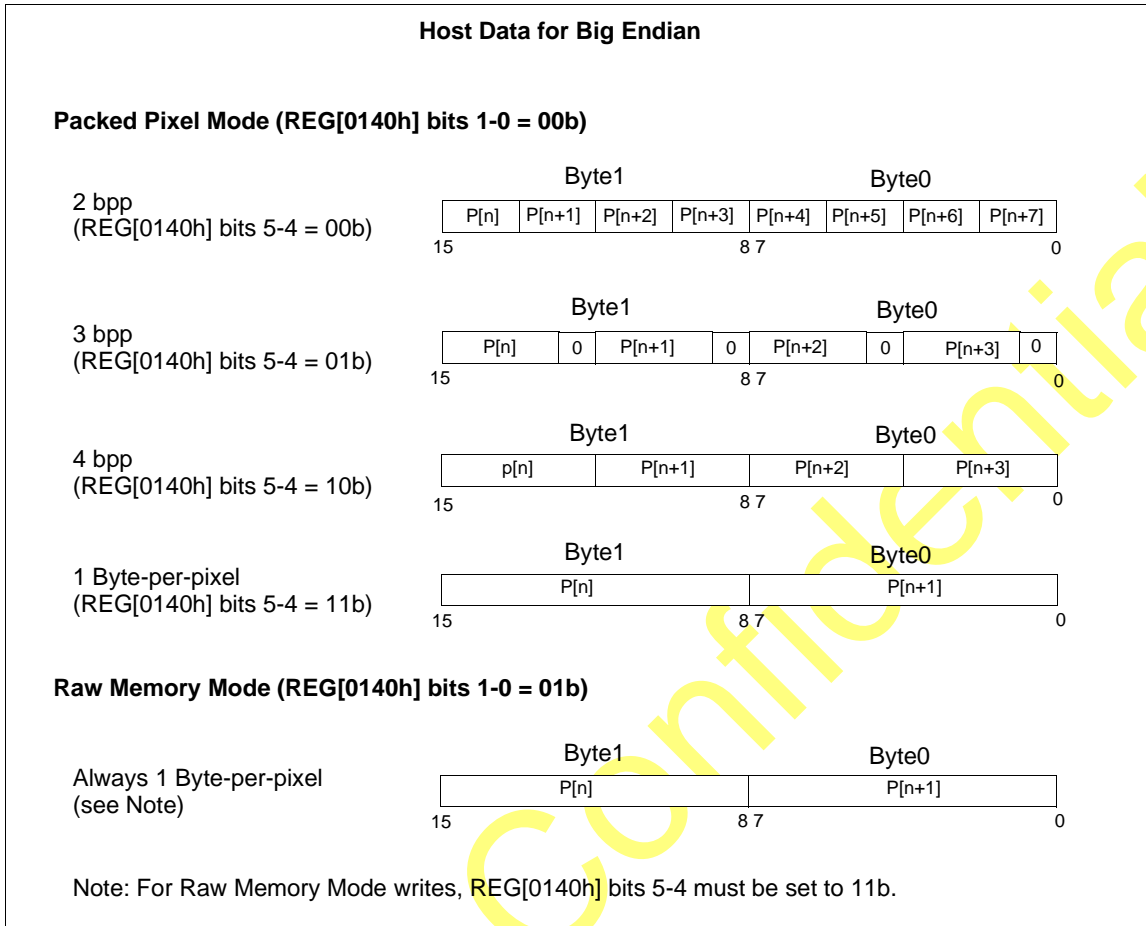 Host Data for Big Endian
Packed Pixel Mode (REG[0140h] bits 1-0 = 00b)
Byte1 Byte0
2 bpp
(REG[0140h] bits 5-4 = 00b)
P[n] P[n+1] P[n+2] P[n+3] P[n+4] P[n+5] P[n+6] P[n+7]
15 8 7 0
Byte1 Byte0
3 bpp
(REG[0140h] bits 5-4 = 01b)
P[n] 0 P[n+1] 0 P[n+2] 0 P[n+3] 0
15 8 7 0
Byte1 Byte0
4 bpp
(REG[0140h] bits 5-4 = 10b)
p[n] P[n+1] P[n+2] P[n+3]
15 8 7 0
Byte1 Byte0
1 Byte-per-pixel
(REG[0140h] bits 5-4 = 11b)
P[n] P[n+1]
15 8 7 0
Raw Memory Mode (REG[0140h] bits 1-0 = 01b)
Byte1 Byte0
Always 1 Byte-per-pixel
(see Note)
P[n] P[n+1]
15 8 7 0
Note: For Raw Memory Mode writes, REG[0140h] bits 5-4 must be set to 11b.
Confidentia